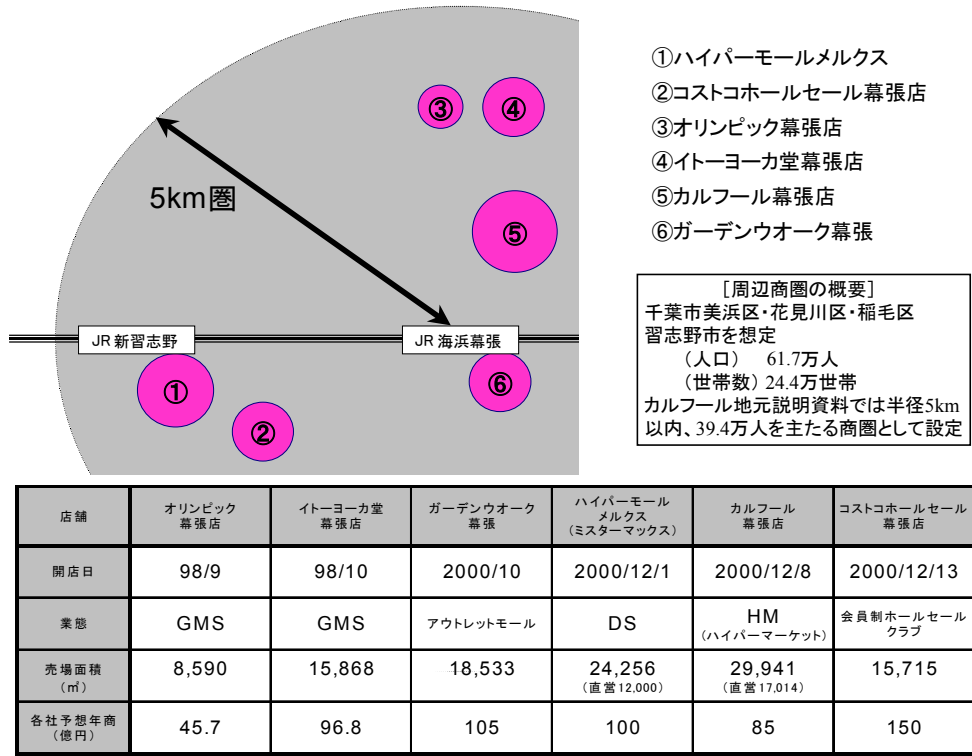 ③
④
5km圏
⑤
JR 新習志野
JR 海浜幕張
①
⑥
②
①ハイパーモールメルクス
②コストコホールセール幕張店
③オリンピック幕張店
④イトーヨーカ堂幕張店
⑤カルフール幕張店
⑥ガーデンウオーク幕張
[周辺商圏の概要]
千葉市美浜区・花見川区・稲毛区
習志野市を想定
(人口) 61.7万人
(世帯数) 24.4万世帯
カルフール地元説明資料では半径5km
以内、39.4万人を主たる商圏として設定
店舗 オリンピック幕張店 イトーヨーカ堂幕張店 ガーデンウオーク幕張 ハイパーモールメルクス(ミスターマックス) カルフール幕張店 コストコホールセール幕張店
開店日 98/9 98/10 2000/10 2000/12/1 2000/12/8 2000/12/13
業態 GMS GMS アウトレットモール DS HM(ハイパーマーケット) 会員制ホールセールクラブ
売場面積(㎡) 8,590 15,868 18,533 24,256(直営12,000) 29,941(直営17,014) 15,715
各社予想年商(億円) 45.7 96.8 105 100 85 150